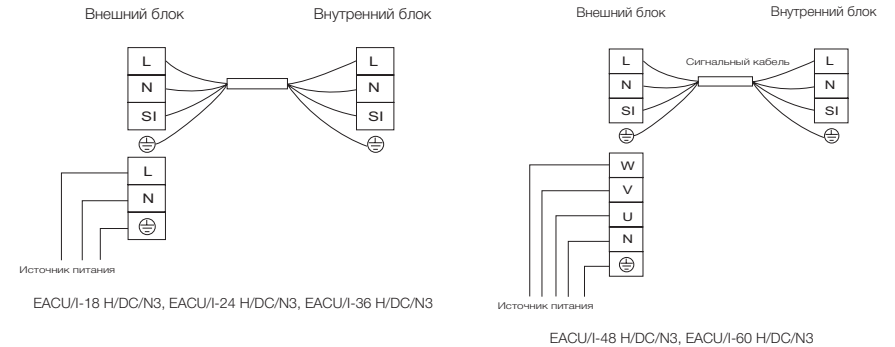 Внешний блок
Внутренний блок
L
N
SI
L
N
SI
L
N
Источник питания
EACU/I-18 H/DC/N3, EACU/I-24 H/DC/N3, EACU/I-36 H/DC/N3
Внешний блок
Внутренний блок
Сигнальный кабель
L
N
SI
L
N
SI
W
V
U
N
Источник питания
EACU/I-48 H/DC/N3, EACU/I-60 H/DC/N3